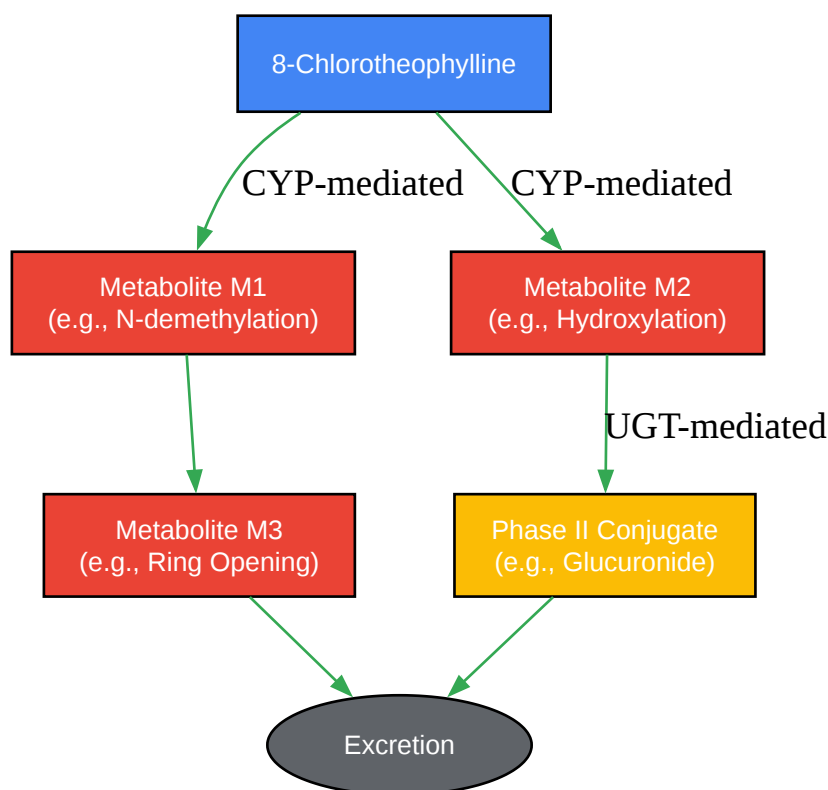 8-Chlorotheophylline
CYP-mediated
CYP-mediated
Metabolite M1
(e.g., N-demethylation)
Metabolite M2
(e.g., Hydroxylation)
UGT-mediated
Metabolite M3
(e.g., Ring Opening)
Phase II Conjugate
(e.g., Glucuronide)
Excretion